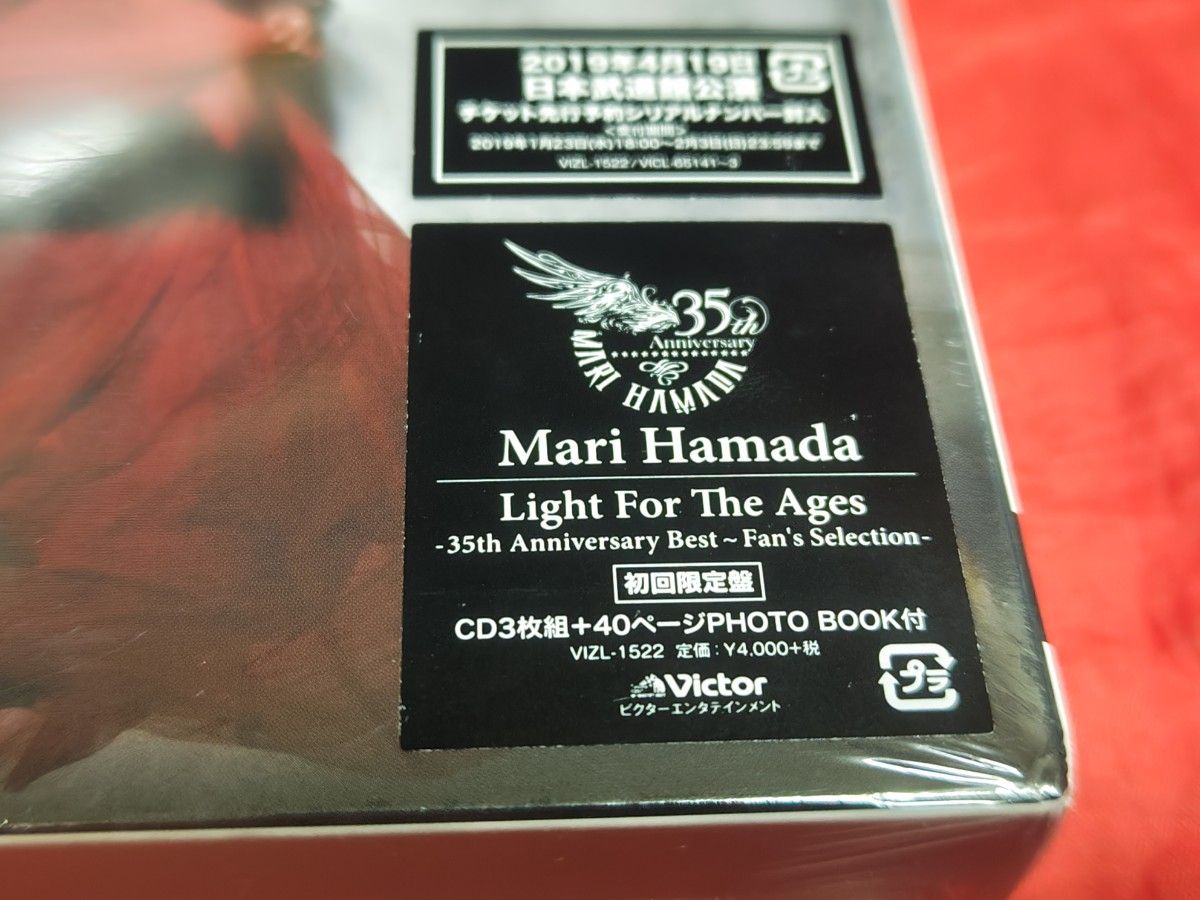 2019年4月19日
日本武道館公演
プラ
チケット先行予約シリアルナンバー封入
<受付期間>
2019年1月23日(水)18:00～2月3日(日)23:59まで
VIZL-1522/VICL-65141～3
35th
Anniversary
MARI HAMADA
Mari Hamada
Light For The Ages
-35th Anniversary Best～Fan's Selection-
初回限定盤
CD3枚組+40ページPHOTO BOOK付
VIZL-1522 定価:¥4,000+税
Victor
ビクターエンタテインメント
プラ